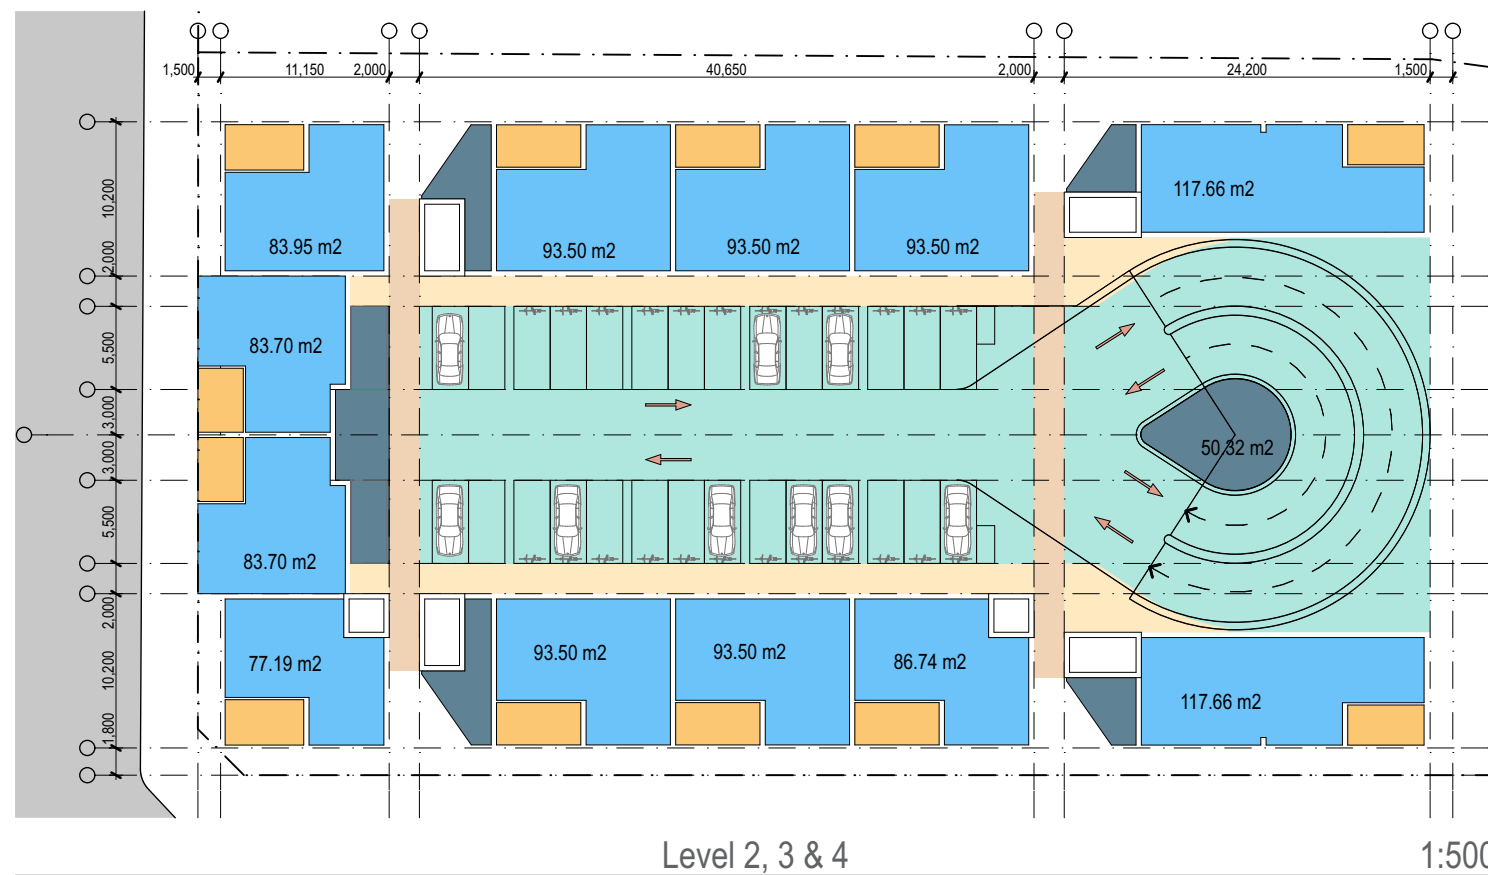 1,500 11,150 2,000 40,650 2,000 24,200 1,500
10,200
2,000
5,500
3,000
3,000
5,500
2,000
10,200
1,800
83.95 m2
93.50 m2
93.50 m2
93.50 m2
117.66 m2
83.70 m2
50.32 m2
83.70 m2
77.19 m2
93.50 m2
93.50 m2
86.74 m2
117.66 m2
Level 2, 3 & 4
1:500